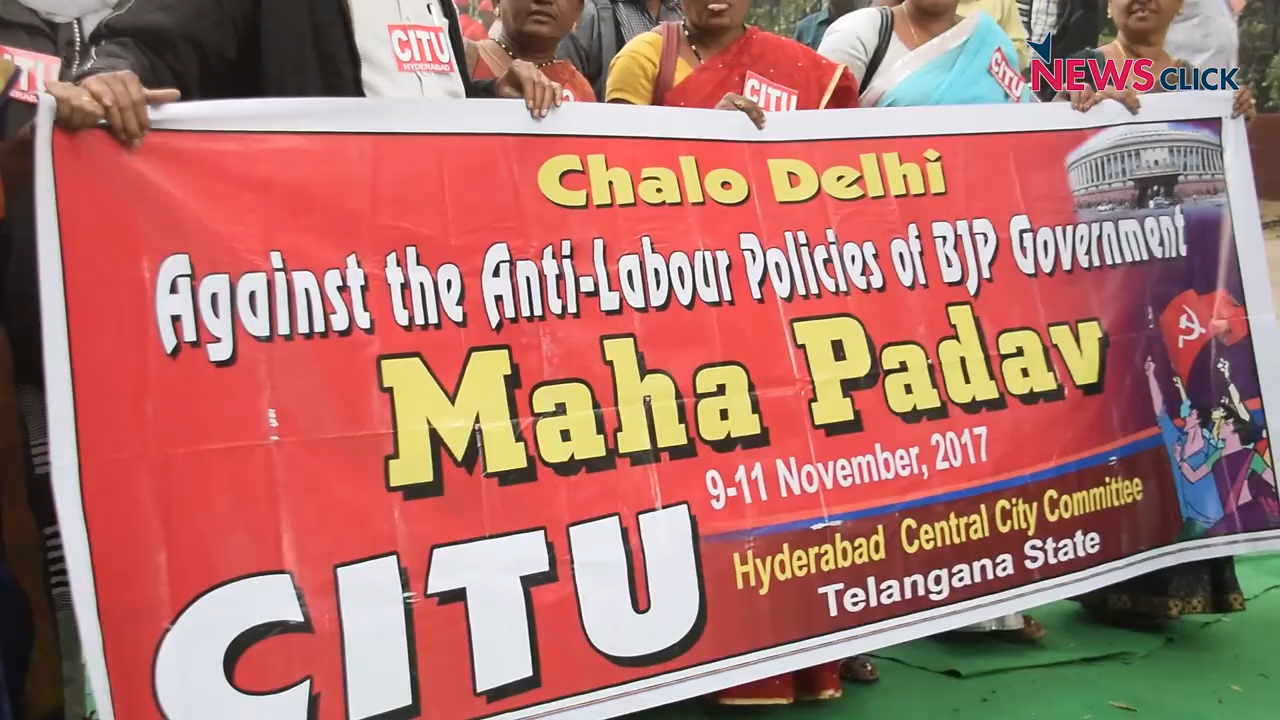 CITU
HYDERABAD
CITU
CITU
NEWSCLICK
Chalo Delhi
Against the Anti-Labour Policies of BJP Government
Maha Padav
9-11 November, 2017
CITU
Hyderabad Central City Committee
Telangana State